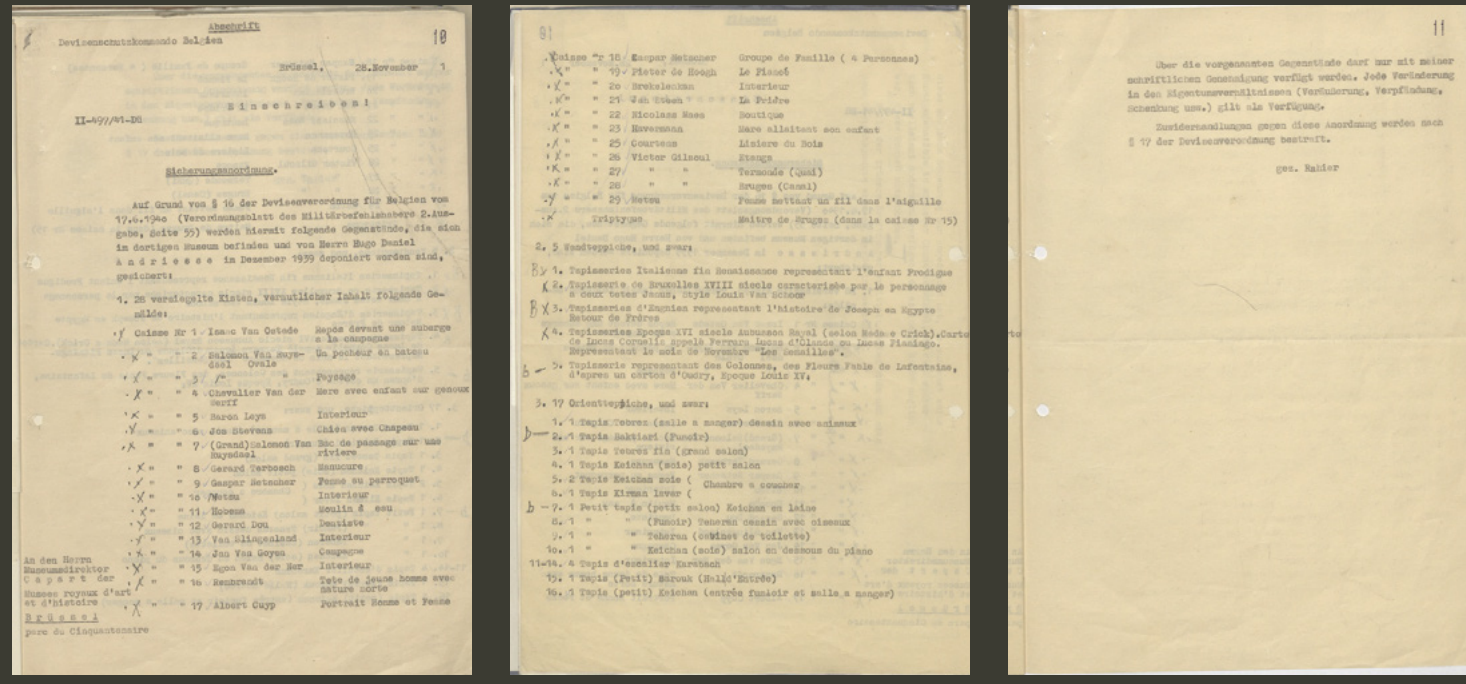 Abschrift
Devisenschutzkommando Belgien
10
Brüssel, 28.November 1
Einschreiben!
II-497/41-DB
Sicherungsanordnung.
Auf Grund von § 16 der Devisenverordnung für Belgien vom
17.6.1940 (Verordnungsblatt des Militärbefehlshabers 2.Aus-
gabe, Seite 55) werden hiermit folgende Gegenstände, die sich
im dortigen Museum befinden und von Herrn Hugo Daniel
Andriesse im Dezember 1939 deponiert worden sind,
gesichert:
1. 28 versiegelte Kisten, vermutlicher Inhalt folgende Ge-
mälde:
Caisse Nr 1 Isaac Van Ostade Repos devant une auberge
a la campagne
" " 2 Salomon Van Ruys- Un pecheur en bateau
dael Ovale
" " 3 " " Paysage
" " 4 Chevalier Van der Mere avec enfant sur genoux
Werff
" " 5 Baron Leys Interieur
" " 6 Jos Stevens Chien avec Chapeau
" " 7 (Grand)Salomon Van Bac de passage sur une
Ruysdael riviere
" " 8 Gerard Terbosch Manucure
" " 9 Gaspar Netscher Femme au perroquet
" " 10 Metsu Interieur
" " 11 Hobema Moulin à eau
" " 12 Gerard Dou Dentiste
" " 13 Van Slingenland Interieur
" " 14 Jan Van Goyen Campagne
" " 15 Egon Van der Ner Interieur
" " 16 Renbrandt Tete de jeune homme avec
nature morte
" " 17 Albert Cuyp Portrait Homme et Femme
An den Herrn
Museumsdirektor
Capart der
Musees royaux d'art
et d'histoire
Brüssel
parc du Cinquantenaire
Caisse Nr 18 Gaspar Netscher Groupe de Famille ( 4 Personnes)
" " 19 Pieter de Hoogh Le Fiancé
" " 20 Brekelenkam Interieur
" " 21 Jan Steen La Prière
" " 22 Nicolass Maes Boutique
" " 23 Havermann Mere allaitant son enfant
" " 25 Courtens Lisiere du Bois
" " 26 Victor Gilsoul Etangs
" " 27 " " Termonde (Quai)
" " 28 " " Bruges (Canal)
" " 29 Metsu Femme mettant un fil dans l'aiguille
" Triptyque Maitre de Bruges (dans la caisse Nr 15)
2. 5 Wandteppiche, und zwar:
B 1. Tapisseries Italienne fin Renaissance representant l'enfant Prodigue
2. Tapisserie de Bruxelles XVIII siecle caracterisée par le personnage
a deux tetes Janus, Style Louis Van Schoor
B 3. Tapisseries d'Enghien representant l'histoire de Joseph en Egypte
Retour de Frères
4. Tapisseries Epoque XVI siecle Aubusson Royal (selon Madame Crick).Carton
de Lucas Cornelis appelé
Representant le mois de Novembre "Les Semailles".
b 5. Tapisserie representant des Colonnes, des Fleurs Fable de Lafontaine,
d'apres un carton d'Oudry, Epoque Louis XV.
3. 17 Orientteppiche, und zwar:
1. 1 Tapis Tebrez (salle a manger) dessin avec animaux
b 2. 1 Tapis Baktiari (Fumoir)
3. 1 Tapis Tebres fin (grand salon)
4. 1 Tapis Keichan (soie) petit salon
5. 2 Tapis Keichan soie ( Chambre a coucher
6. 1 Tapis Kirman lever (
b 7. 1 Petit tapis (petit salon) Keichan en laine
8. 1 " " (Fumoir) Teheran dessin avec oiseaux
9. 1 " " Teheran (cabinet de toilette)
10. 1 " " Keichan (soie) salon en dessous du piano
11-14. 4 Tapis d'escalier Karabach
15. 1 Tapis (Petit) Sarouk (Hall d'Entrée)
16. 1 Tapis (petit) Keichan (entrée fumoir et salle a manger)
11
Über die vorgenannten Gegenstände darf nur mit meiner
schriftlichen Genehmigung verfügt werden. Jede Veränderung
in den Eigentumsverhältnissen (Veräußerung, Verpfändung,
Schenkung usw.) gilt als Verfügung.
Zuwiderhandlungen gegen diese Anordnung werden nach
§ 17 der Devisenverordnung bestraft.
gez. Mahler